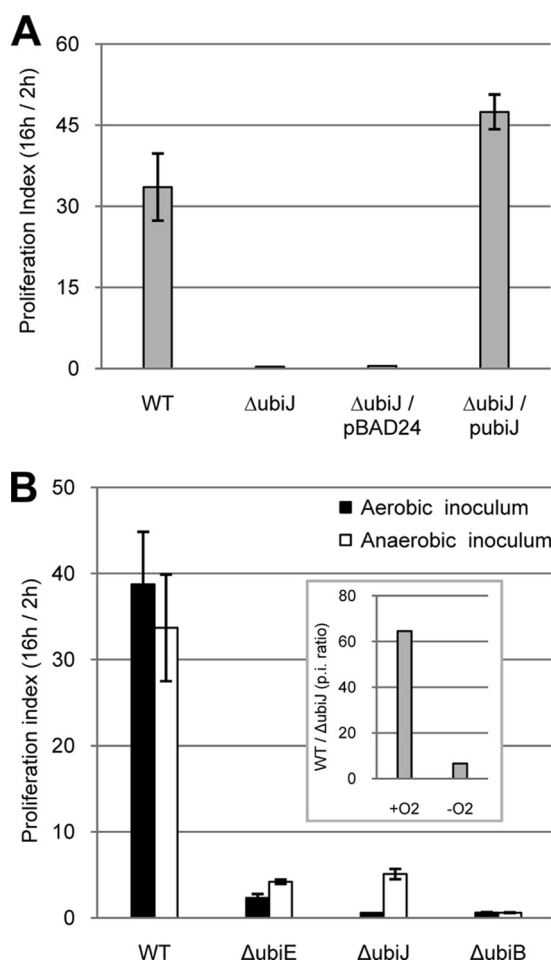 A
Proliferation Index (16h / 2h)
60
45
30
15
0
WT
ΔubiJ
ΔubiJ /
pBAD24
ΔubiJ /
pubiJ
B
Proliferation index (16h / 2h)
50
40
30
20
10
0
Aerobic inoculum
Anaerobic inoculum
WT / ΔubiJ (p.i. ratio)
80
60
40
20
0
+O2
-O2
WT
ΔubiE
ΔubiJ
ΔubiB